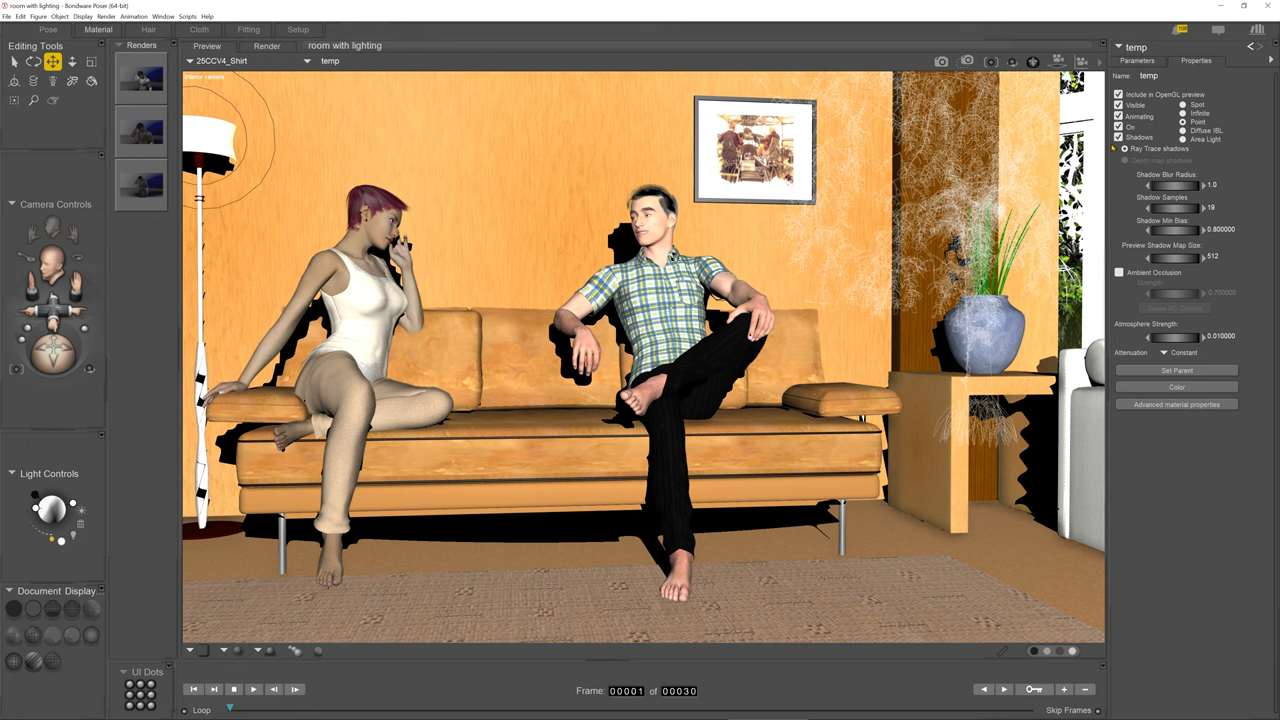 room with lighting - Bondware Poser (64-bit)
File Edit Figure Object Display Render Animation Window Scripts Help
Pose Material Hair Cloth Fitting Setup
Editing Tools
Renders
Preview Render room with lighting
25CCV4_Shirt temp
Interior camera
Camera Controls
Light Controls
Document Display...
UI Dots
temp
Parameters Properties
Name: temp
Include in OpenGL preview
Visible
Spot
Animating
Infinite
On
Point
Shadows
Diffuse IBL
Area Light
Ray Trace shadows
Depth map shadows
Shadow Blur Radius:
1.0
Shadow Samples
19
Shadow Min Bias:
0.800000
Preview Shadow Map Size:
512
Ambient Occlusion
Strength:
0.700000
Scene AO Options
Atmosphere Strength:
0.010000
Attenuation Constant
Set Parent
Color
Advanced material properties
Frame: 00001 of 00030
Loop
Skip Frames